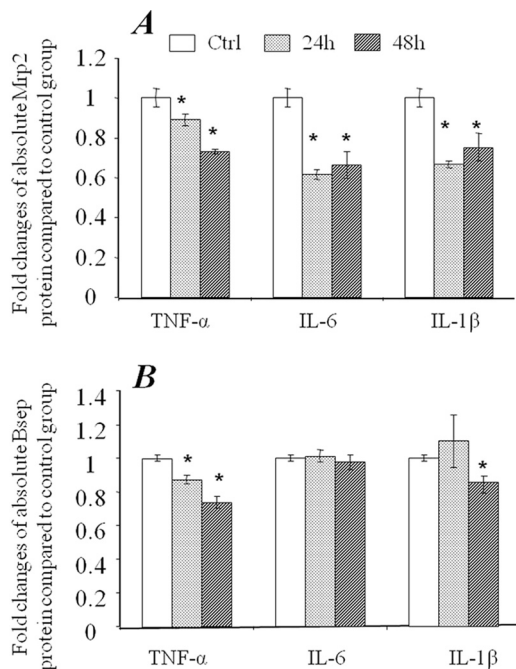 A
Ctrl 24h 48h
Fold changes of absolute Mrp2
protein compared to control group
1.2
1
0.8
0.6
0.4
0.2
0
* * * * * *
TNF-α IL-6 IL-1β
B
Fold changes of absolute Bsep
protein compared to control group
1.4
1.2
1
0.8
0.6
0.4
0.2
0
* * *
TNF-α IL-6 IL-1β